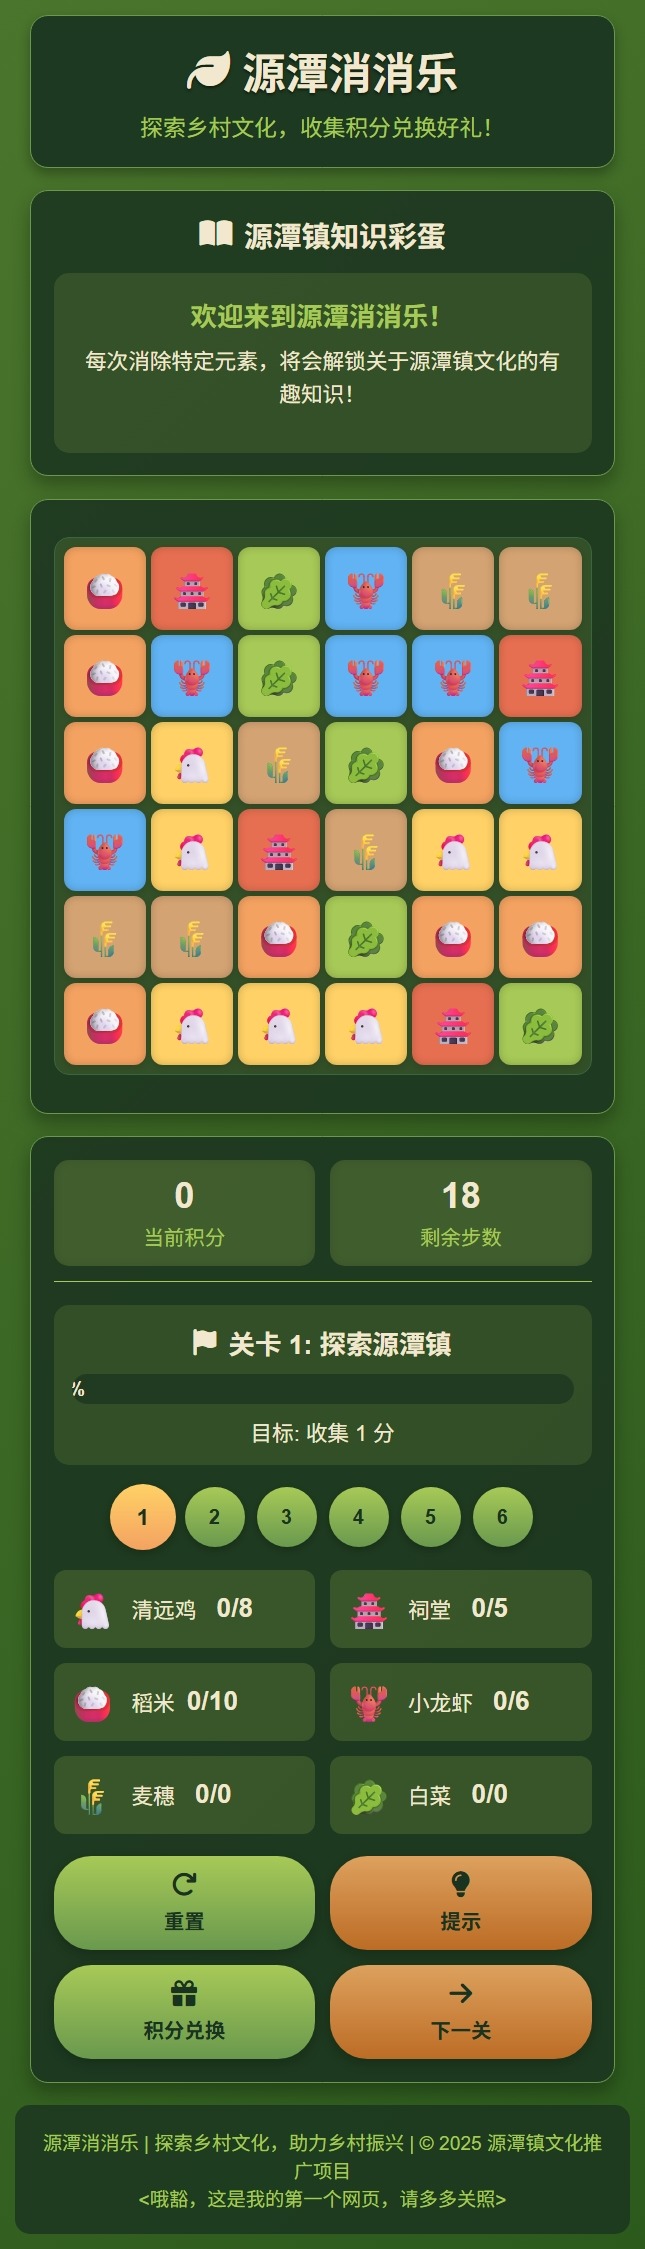 源潭消消乐
探索乡村文化，收集积分兑换好礼！
源潭镇知识彩蛋
欢迎来到源潭消消乐！
每次消除特定元素，将会解锁关于源潭镇文化的有
趣知识！
0
18
当前积分
剩余步数
关卡 1: 探索源潭镇
%
目标: 收集 1 分
1 2 3 4 5 6
清远鸡 0/8
祠堂 0/5
稻米 0/10
小龙虾 0/6
麦穗 0/0
白菜 0/0
重置
提示
积分兑换
下一关
源潭消消乐 | 探索乡村文化，助力乡村振兴 | © 2025 源潭镇文化推
广项目
<哦豁，这是我的第一个网页，请多多关照>